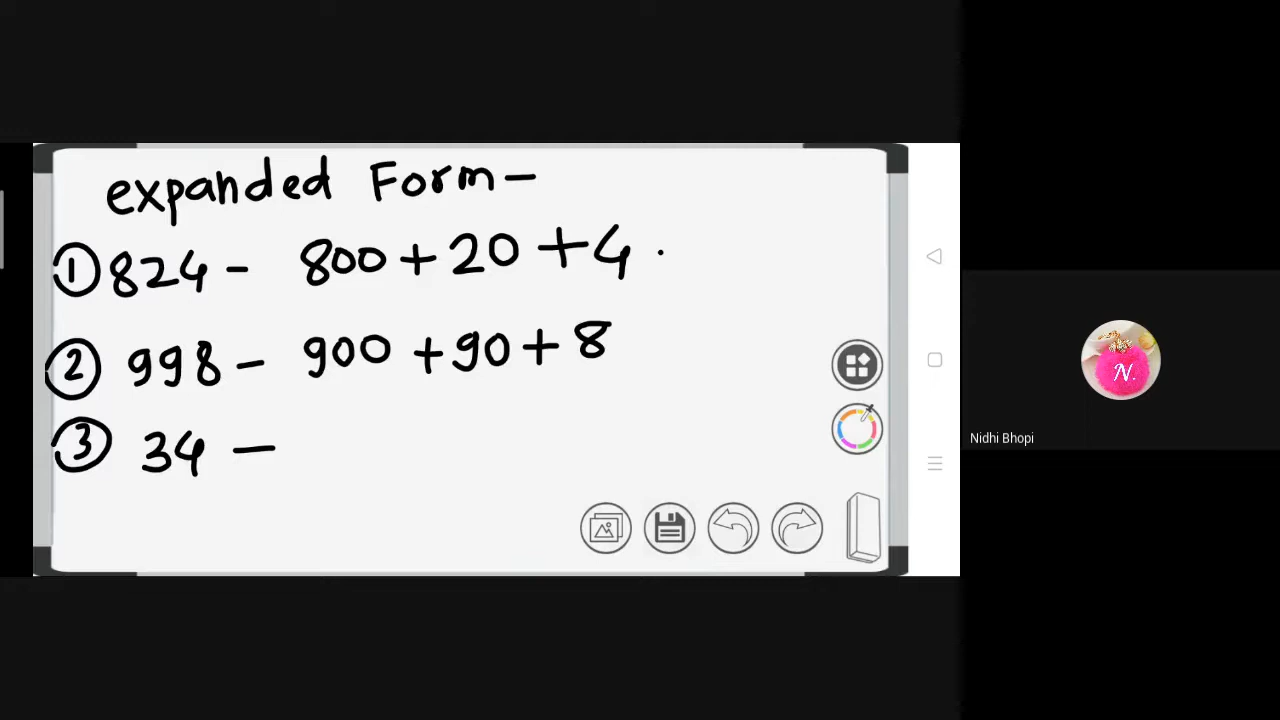 expanded Form-
① 824 - 800 + 20 + 4 .
② 998 - 900 + 90 + 8
③ 34 -
N.
Nidhi Bhopi